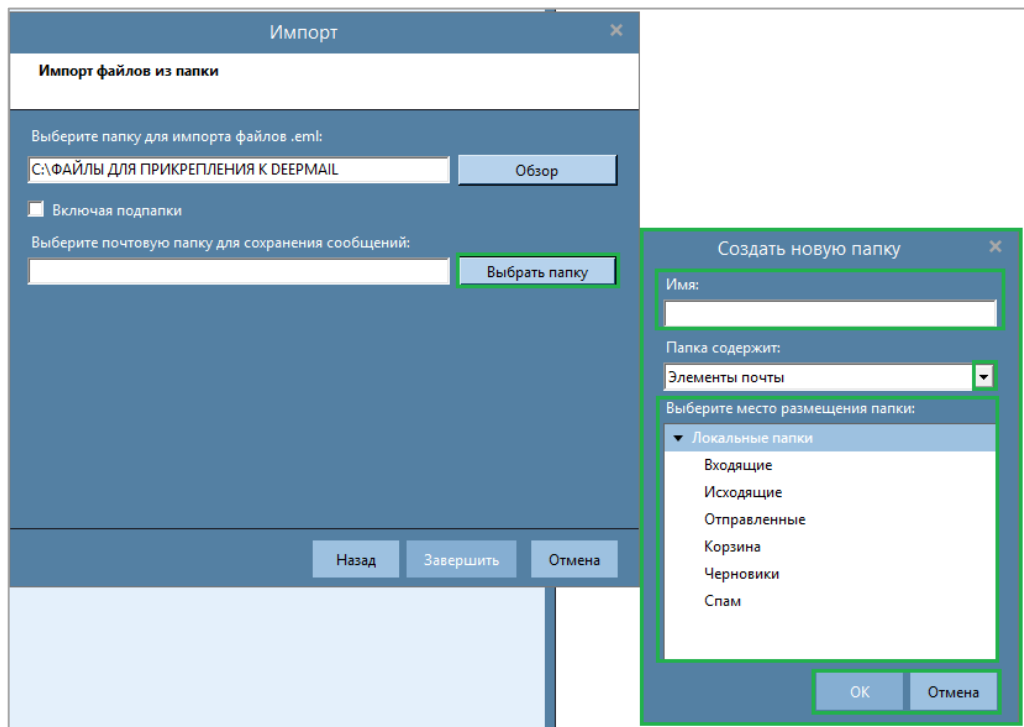 Импорт
Импорт файлов из папки
Выберите папку для импорта файлов .eml:
C:\ФАЙЛЫ ДЛЯ ПРИКРЕПЛЕНИЯ К DEEPMAIL
Обзор
Включая подпапки
Выберите почтовую папку для сохранения сообщений:
Выбрать папку
Назад
Завершить
Отмена
Создать новую папку
Имя:
Папка содержит:
Элементы почты
Выберите место размещения папки:
Локальные папки
Входящие
Исходящие
Отправленные
Корзина
Черновики
Спам
ОК
Отмена